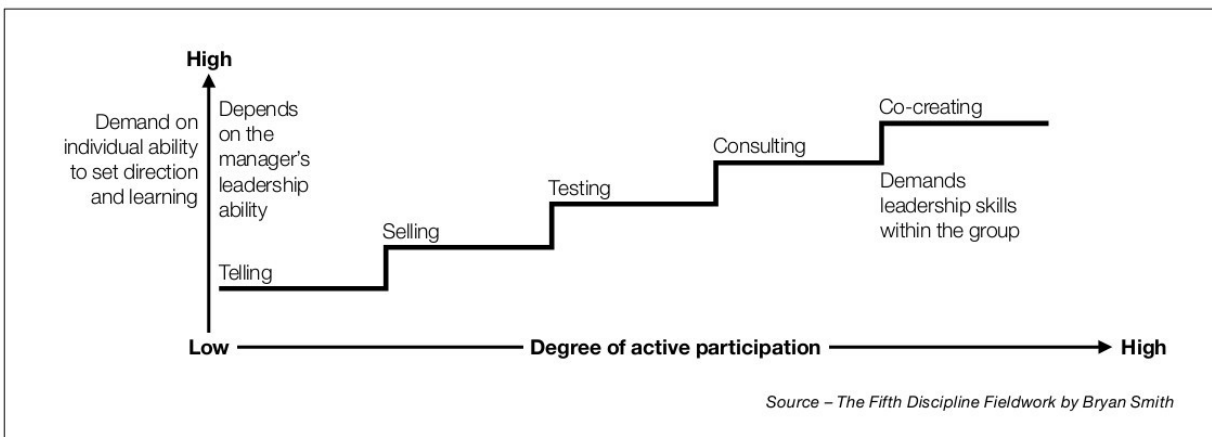 High
Demand on
individual ability
to set direction
and learning
Depends
on the
manager's
leadership
ability
Telling
Selling
Testing
Consulting
Co-creating
Demands
leadership skills
within the group
Low Degree of active participation High
Source – The Fifth Discipline Fieldwork by Bryan Smith